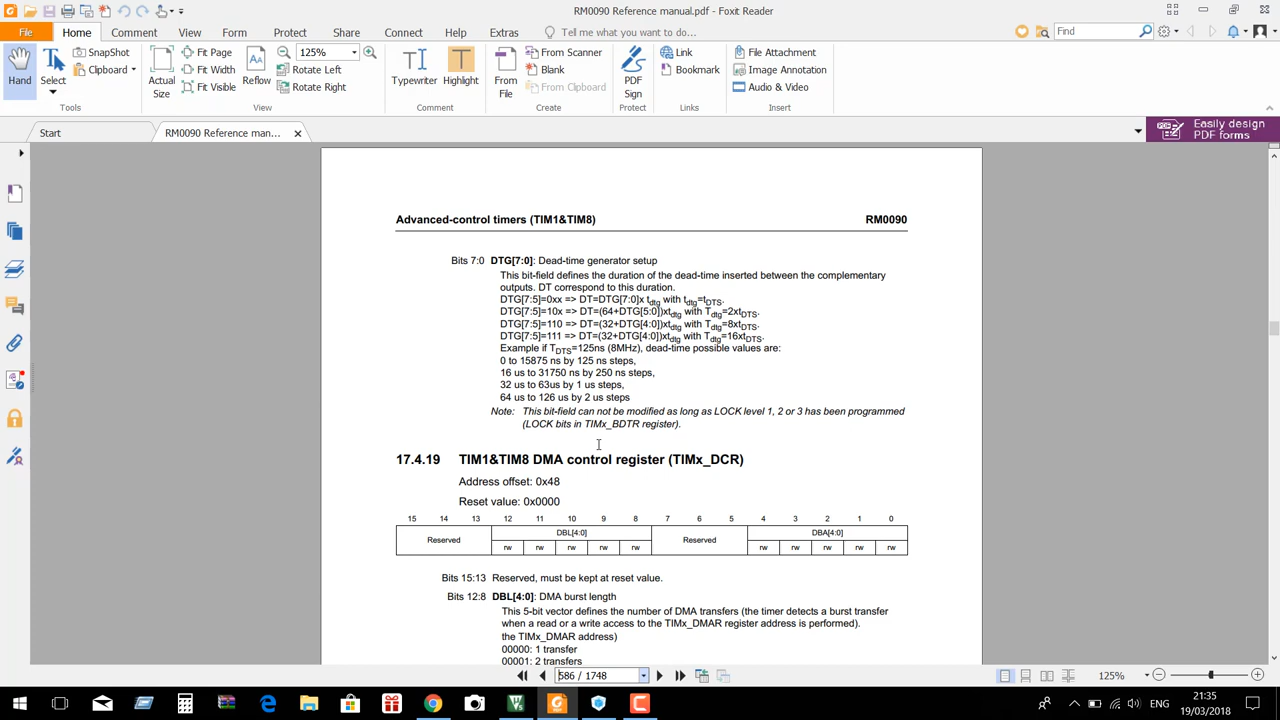 RM0090 Reference manual.pdf - Foxit Reader
File Home Comment View Form Protect Share Connect Help Extras Tell me what you want to do... Find
Hand
Select
SnapShot
Clipboard
Actual Size
Fit Page
Fit Width
Fit Visible
Reflow
125%
Rotate Left
Rotate Right
Typewriter
Highlight
From File
From Scanner
Blank
From Clipboard
PDF Sign
Link
Bookmark
File Attachment
Image Annotation
Audio & Video
Tools View Comment Create Protect Links Insert
Start RM0090 Reference man...
Easily design
PDF forms
Advanced-control timers (TIM1&TIM8) RM0090
Bits 7:0 DTG[7:0]: Dead-time generator setup
This bit-field defines the duration of the dead-time inserted between the complementary
outputs. DT correspond to this duration.
DTG[7:5]=0xx => DT=DTG[7:0]x tdtg with tdtg=tDTS.
DTG[7:5]=10x => DT=(64+DTG[5:0])xtdtg with Tdtg=2xtDTS.
DTG[7:5]=110 => DT=(32+DTG[4:0])xtdtg with Tdtg=8xtDTS.
DTG[7:5]=111 => DT=(32+DTG[4:0])xtdtg with Tdtg=16xtDTS.
Example if TDTS=125ns (8MHz), dead-time possible values are:
0 to 15875 ns by 125 ns steps,
16 us to 31750 ns by 250 ns steps,
32 us to 63us by 1 us steps,
64 us to 126 us by 2 us steps
Note: This bit-field can not be modified as long as LOCK level 1, 2 or 3 has been programmed
(LOCK bits in TIMx_BDTR register).
17.4.19 TIM1&TIM8 DMA control register (TIMx_DCR)
Address offset: 0x48
Reset value: 0x0000
15 14 13 12 11 10 9 8 7 6 5 4 3 2 1 0
Reserved DBL[4:0] Reserved DBA[4:0]
rw rw rw rw rw rw rw rw rw rw
Bits 15:13 Reserved, must be kept at reset value.
Bits 12:8 DBL[4:0]: DMA burst length
This 5-bit vector defines the number of DMA transfers (the timer detects a burst transfer
when a read or a write access to the TIMx_DMAR register address is performed).
the TIMx_DMAR address)
00000: 1 transfer
00001: 2 transfers
586 / 1748 125%
ENG
21:35
19/03/2018